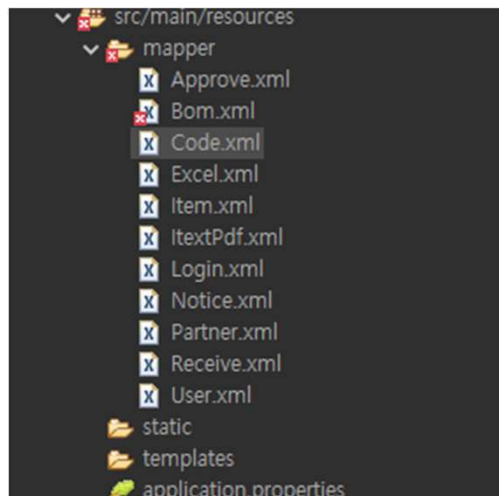 src/main/resources
mapper
Approve.xml
Bom.xml
Code.xml
Excel.xml
Item.xml
ItextPdf.xml
Login.xml
Notice.xml
Partner.xml
Receive.xml
User.xml
static
templates
application.properties